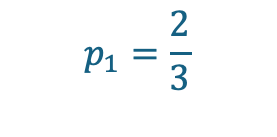 p₁ = 2/3